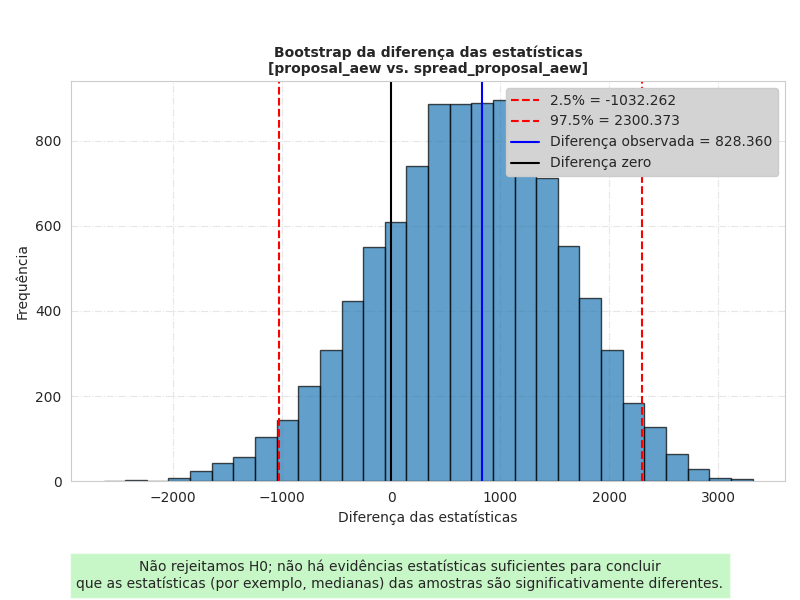 Bootstrap da diferença das estatísticas
[proposal_aew vs. spread_proposal_aew]
2.5% = -1032.262
97.5% = 2300.373
Diferença observada = 828.360
Diferença zero
Frequência
800
600
400
200
0
−2000
−1000
0
1000
2000
3000
Diferença das estatísticas
Não rejeitamos H0; não há evidências estatísticas suficientes para concluir
que as estatísticas (por exemplo, medianas) das amostras são significativamente diferentes.